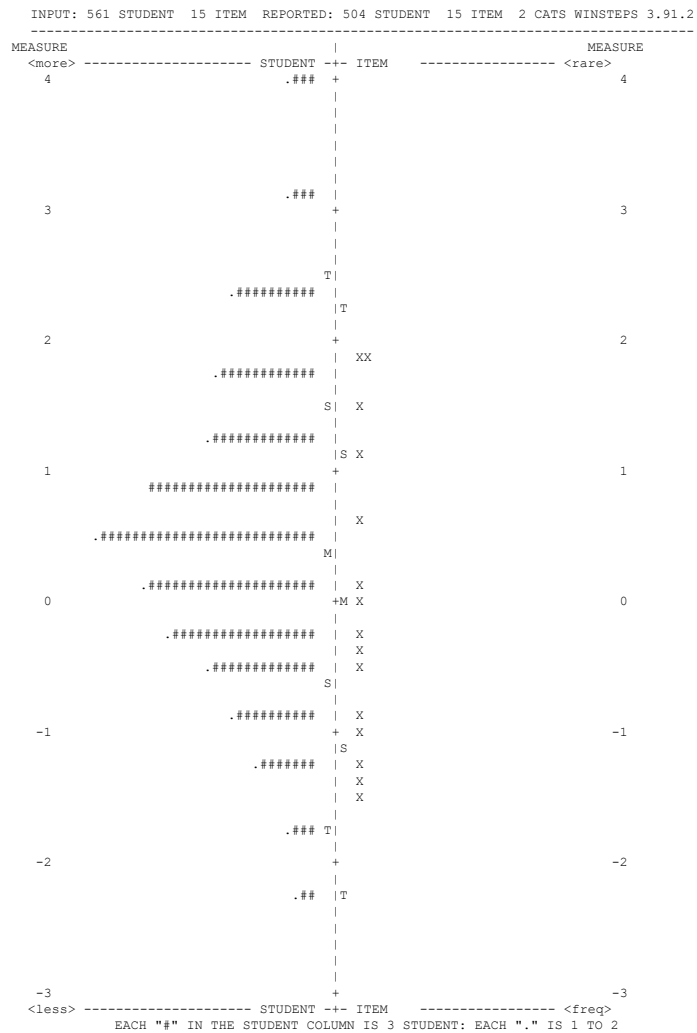 INPUT: 561 STUDENT  15 ITEM  REPORTED: 504 STUDENT  15 ITEM  2 CATS WINSTEPS 3.91.2
--------------------------------------------------------------------------------
MEASURE | MEASURE
<more> --------------------- STUDENT -+- ITEM ----------------- <rare>
4 .### + 4
|
|
|
|
|
|
|
|
.### |
3 + 3
|
|
|
|
T|
.########## |
|T
|
2 + 2
| XX
.############ |
|
S| X
|
.############# |
|S X
1 + 1
##################### |
|
| X
.########################### |
M|
|
.##################### | X
0 +M X 0
|
.################## | X
| X
.############# | X
S|
|
.########## | X
-1 + X -1
|S
.####### | X
| X
| X
|
.### T|
|
-2 + -2
|
.## |T
|
|
|
|
|
|
-3 + -3
<less> --------------------- STUDENT -+- ITEM ----------------- <freq>
EACH "#" IN THE STUDENT COLUMN IS 3 STUDENT: EACH "." IS 1 TO 2